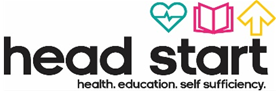 head start
health. education. self sufficiency.